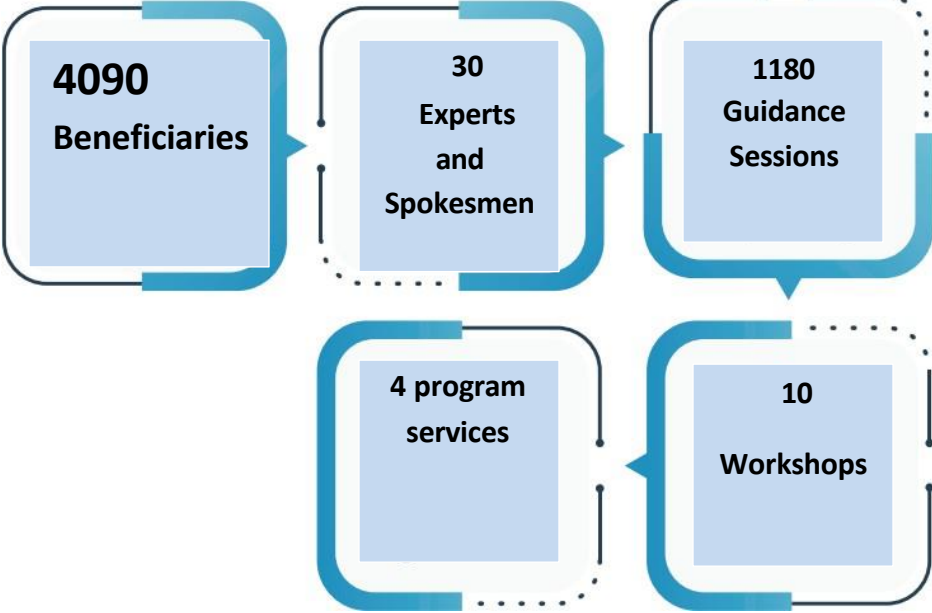 4090
Beneficiaries
30
Experts
and
Spokesmen
1180
Guidance
Sessions
10
Workshops
4 program
services